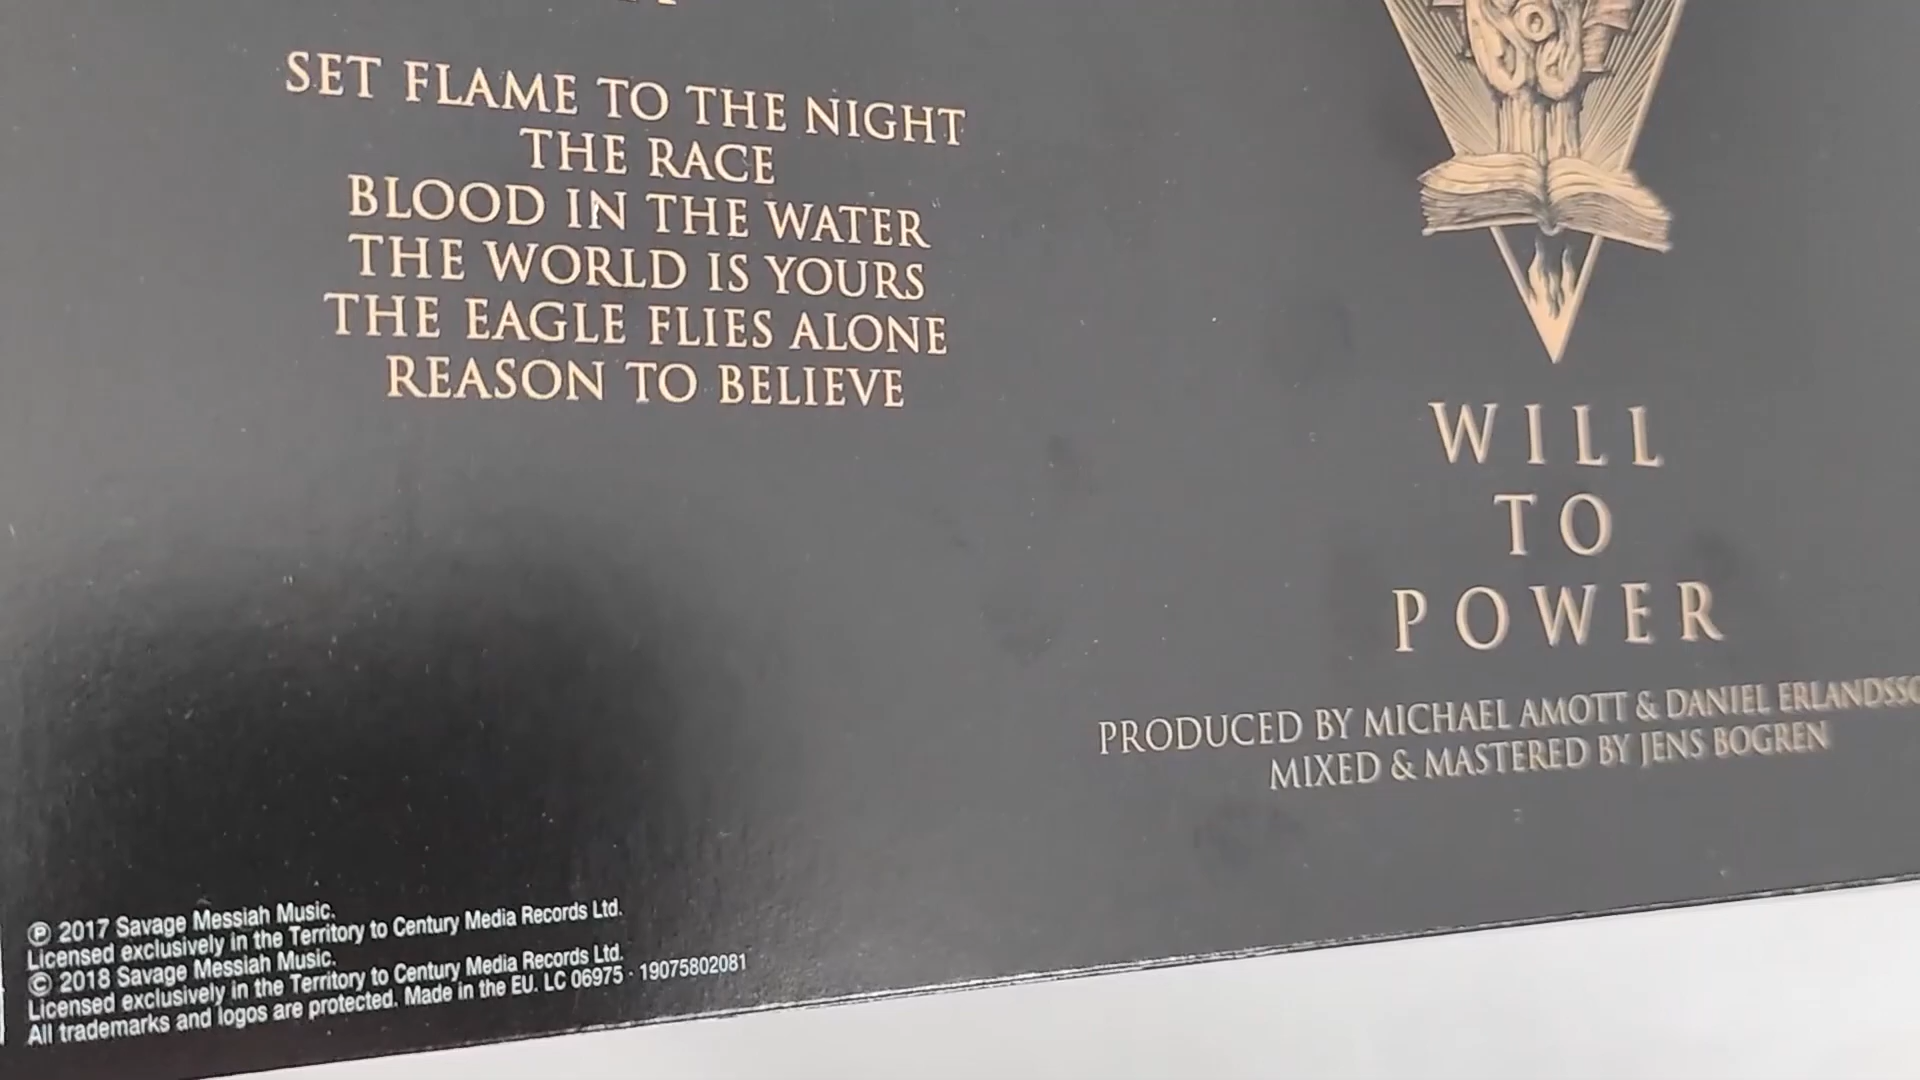 SET FLAME TO THE NIGHT
THE RACE
BLOOD IN THE WATER
THE WORLD IS YOURS
THE EAGLE FLIES ALONE
REASON TO BELIEVE
WILL
TO
POWER
PRODUCED BY MICHAEL AMOTT & DANIEL
MIXED & MASTERED BY JENS BOGREN
Ⓟ 2017 Savage Messiah Music.
Licensed exclusively in the Territory to Century Media Records Ltd.
© 2018 Savage Messiah Music.
Licensed exclusively in the Territory to Century Media Records Ltd.
All trademarks and logos are protected. Made in the EU. LC 06975 · 19075802081